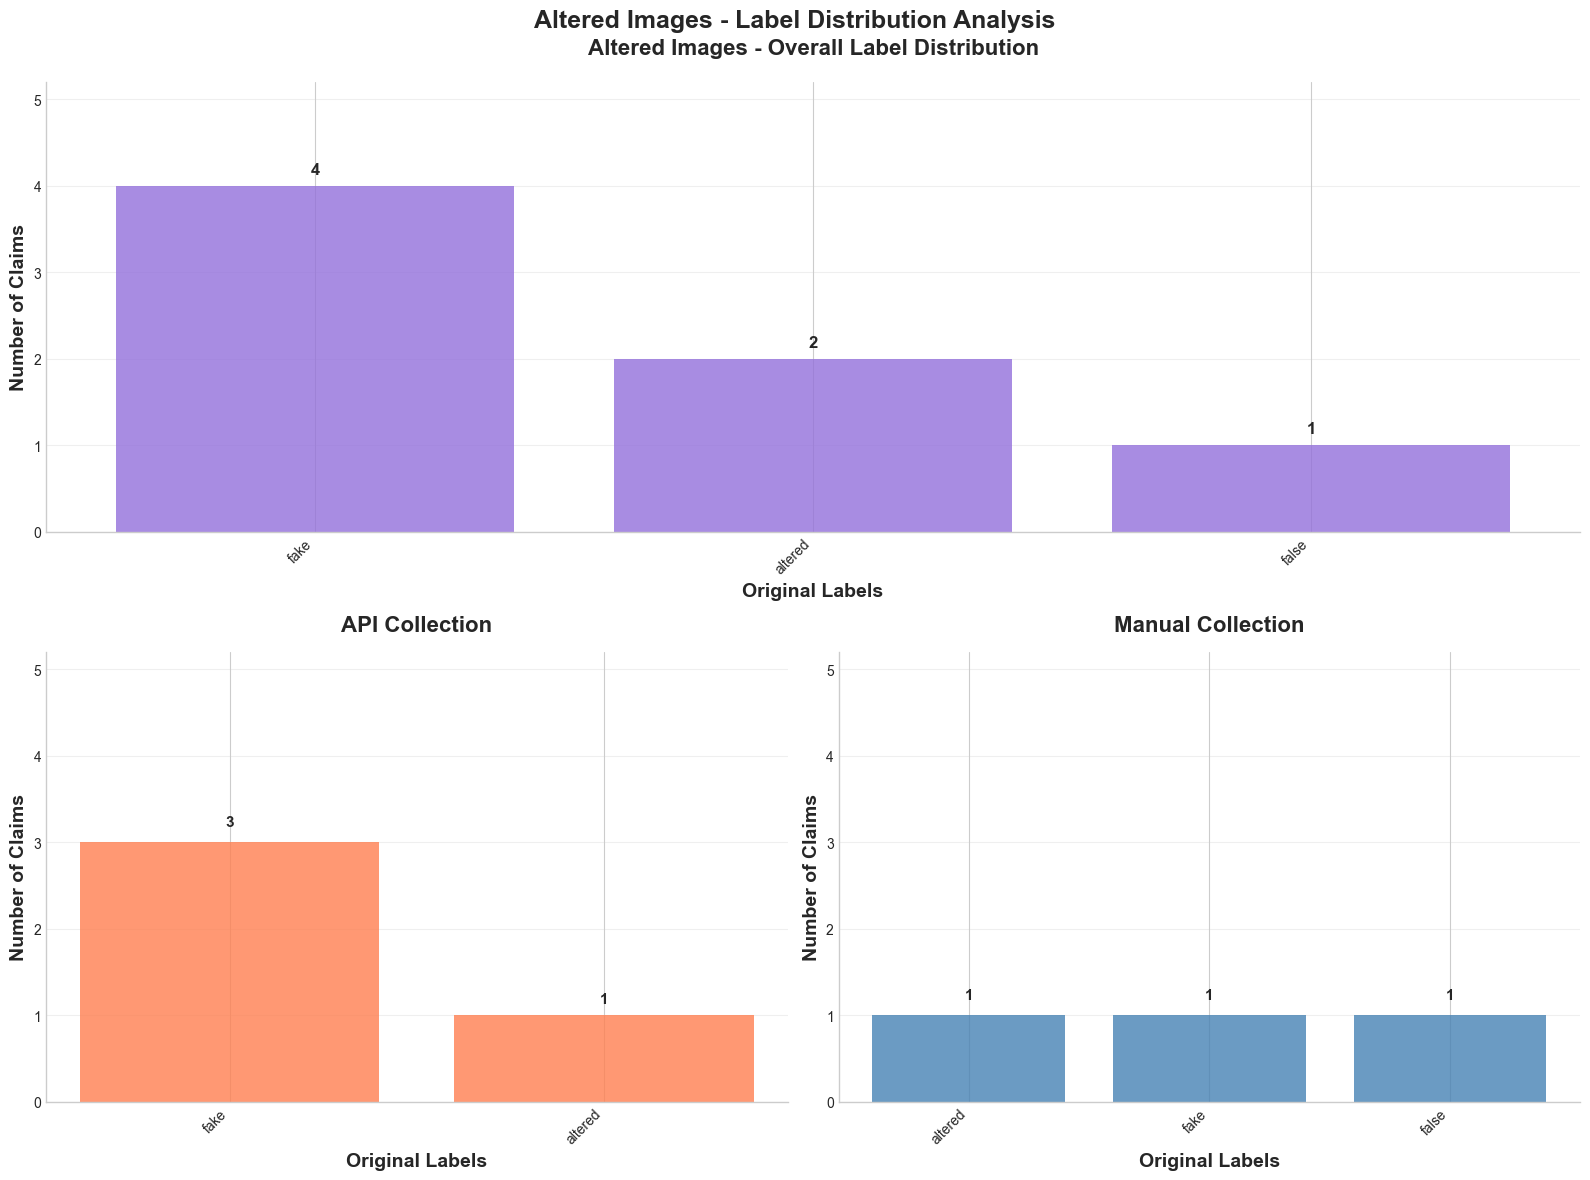 Altered Images - Label Distribution Analysis
Altered Images - Overall Label Distribution
5
4
3
2
1
0
Number of Claims
4
2
1
fake
altered
false
Original Labels
API Collection
5
4
3
2
1
0
Number of Claims
3
1
fake
altered
Original Labels
Manual Collection
5
4
3
2
1
0
Number of Claims
1
1
1
altered
fake
false
Original Labels